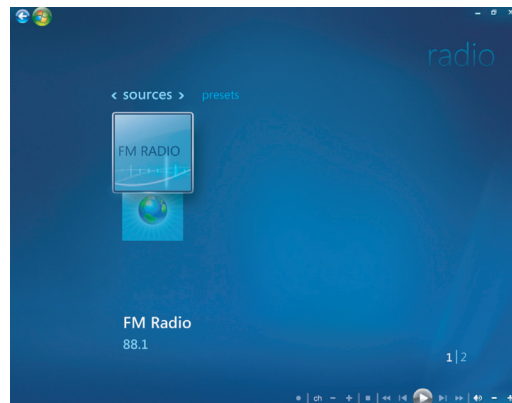 radio
< sources > presets
FM RADIO
FM Radio
88.1
1|2
ch - +